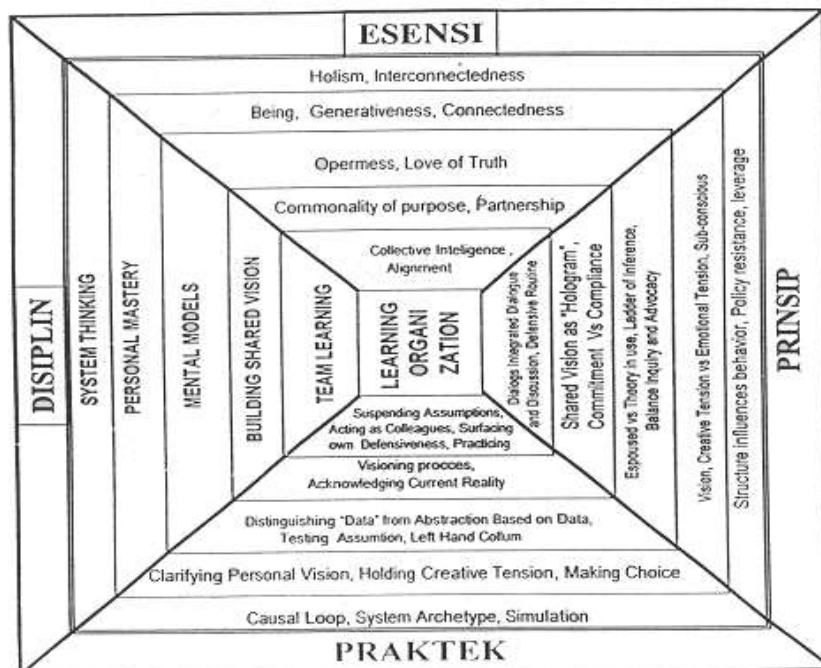 ESENSI
Holism, Interconnectedness
Being, Generativeness, Connectedness
Opermess, Love of Truth
Commonality of purpose, Partnership
Collective Inteligence,
Alignment
DISIPLIN
SYSTEM THINKING
PERSONAL MASTERY
MENTAL MODELS
BUILDING SHARED VISION
TEAM LEARNING
LEARNING
ORGANI
ZATION
Dialogs Integrated Dialogue
and Discussion, Defensive Routine
Shared Vision as "Hologram",
Commitment Vs Compliance
Espoused vs Theory in use, Ladder of Inference,
Balance Inquiry and Advocacy
Vision, Creative Tension vs Emotional Tension, Sub-conscious
Structure influences behavior, Policy resistance, leverage
PRINSIP
Suspending Assumptions,
Acting as Colleagues, Surfacing
own Defensiveness, Practicing
Visioning procces,
Acknowledging Current Reality
Distinguishing "Data" from Abstraction Based on Data,
Testing Assumtion, Left Hand Collum
Clarifying Personal Vision, Holding Creative Tension, Making Choice
Causal Loop, System Archetype, Simulation
PRAKTEK